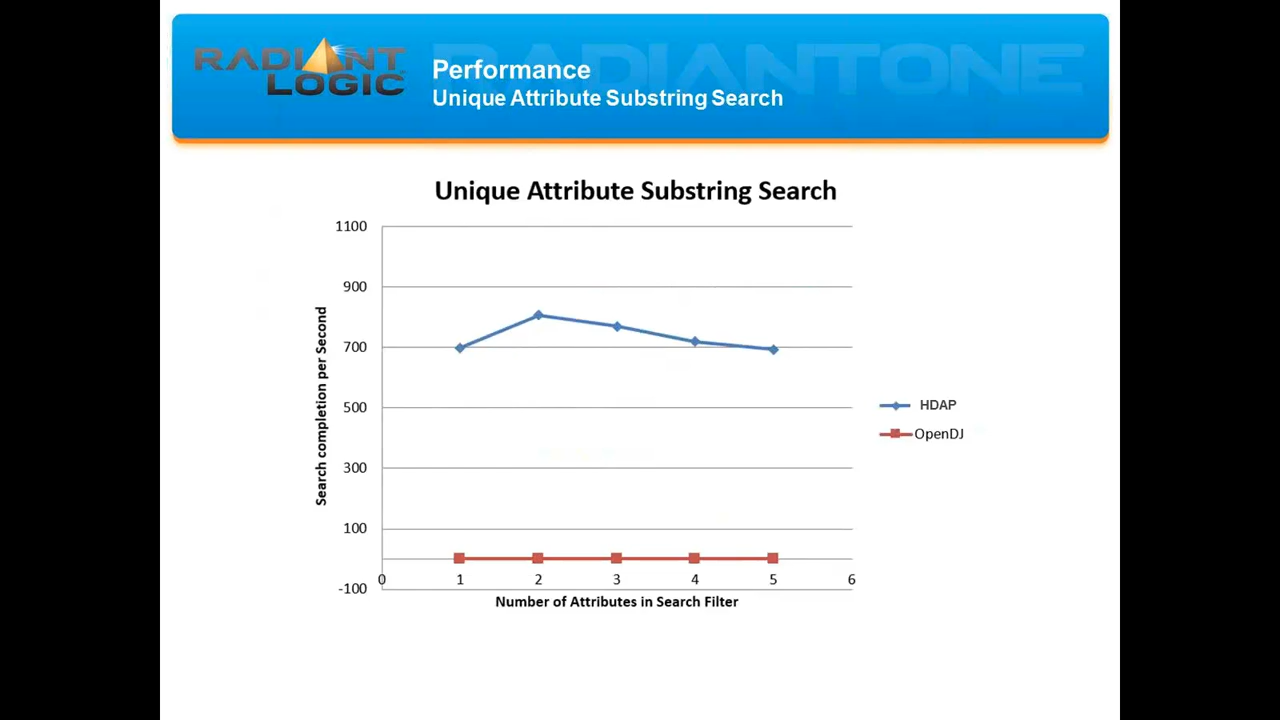 RADIANT
LOGIC
RADIANTONE
Performance
Unique Attribute Substring Search
Unique Attribute Substring Search
1100
900
700
500
300
100
-100
Search completion per Second
0 1 2 3 4 5 6
Number of Attributes in Search Filter
HDAP
OpenDJ